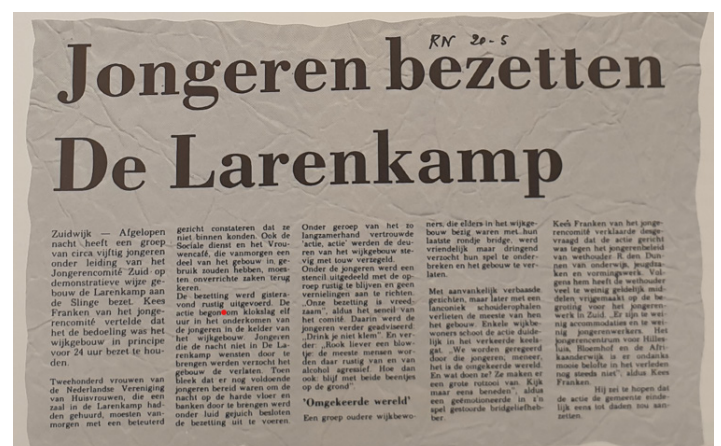 RN 20-5
Jongeren bezetten
De Larenkamp
Zuidwijk — Afgelopen
nacht heeft een groep
van circa vijftig jongeren
onder leiding van het
Jongerencomité Zuid op
demonstratieve wijze ge-
bouw de Larenkamp aan
de Slinge bezet. Kees
Franken van het jonge-
rencomité vertelde dat
het de bedoeling was het
wijkgebouw in principe
voor 24 uur bezet te hou-
den.
Tweehonderd vrouwen van
de Nederlandse Vereniging
van Huisvrouwen, die een
zaal in de Larenkamp had-
den gehuurd, moesten van-
morgen met een beteuterd
gezicht constateren dat ze
niet binnen konden. Ook de
Sociale dienst en het Vrou-
wencafé, die vanmorgen een
deel van het gebouw in ge-
bruik zouden hebben, moes-
ten onverrichte zaken terug
keren.
De bezetting werd gistera-
vond rustig uitgevoerd. De
actie begon om klokslag elf
uur in het onderkomen van
de jongeren in de kelder van
het wijkgebouw. Jongeren
die de nacht niet in De La-
renkamp wensten door te
brengen werden verzocht het
gebouw te verlaten. Toen
bleek dat er nog voldoende
jongeren bereid waren om de
nacht op de harde vloer en
banken door te brengen werd
onder luid gejuich besloten
de bezetting uit te voeren.
Onder geroep van het zo
langzamerhand vertrouwde
'actie, actie' werden de deu-
ren van het wijkgebouw ste-
vig met touw verzegeld.
Onder de jongeren werd een
stencil uitgedeeld met de op-
roep rustig te blijven en geen
vernielingen aan te richten.
„Onze bezetting is vreed-
zaam", aldus het stencil van
het comité. Daarin werd de
jongeren verder geadviseerd.
„Drink je niet klem". En ver-
der „Rook liever een blow-
tje: de meeste mensen wor-
den daar rustig van en van
alcohol agressief. Hoe dan
ook: blijf met beide beentjes
op de grond".
'Omgekeerde wereld'
Een groep oudere wijkbewo-
ners, die elders in het wijkge-
bouw bezig waren met hun
laatste rondje bridge, werd
vriendelijk maar dringend
verzocht hun spel te onder-
breken en het gebouw te ver-
laten.
Met aanvankelijk verbaasde
gezichten, maar later met een
laconiek schouderophalen
verlieten de meeste van hen
het gebouw. Enkele wijkbe-
woners schoot de actie duide-
lijk in het verkeerde keels-
gat. „We worden geregeerd
door die jongeren, meneer,
het is de omgekeerde wereld.
En wat doen ze? Ze maken er
een grote rotzooi van. Kijk
maar eens beneden", aldus
een geëmotioneerde in z'n
spel gestoorde bridgeliefheb-
ber.
Kees Franken van het jonge-
rencomité verklaarde desge-
vraagd dat de actie gericht
was tegen het jongerenbeleid
van wethouder R. den Dun-
nen van onderwijs, jeugdza-
ken en vormingswerk. Vol-
gens hem heeft de wethouder
veel te weinig geldelijk mid-
delen vrijgemaakt op de be-
groting voor het jongeren-
werk in Zuid. „Er zijn te wei-
nig accommodaties en te wei-
nig jongerenwerkers. Het
jongerencentrum voor Hilles-
luis, Bloemhof en de Afri-
kaanderwijk is er ondanks
mooie belofte in het verleden
nog steeds niet", aldus Kees
Franken.
Hij zei te hopen dat
de actie de gemeente einde-
lijk eens tot daden zou aan-
zetten.